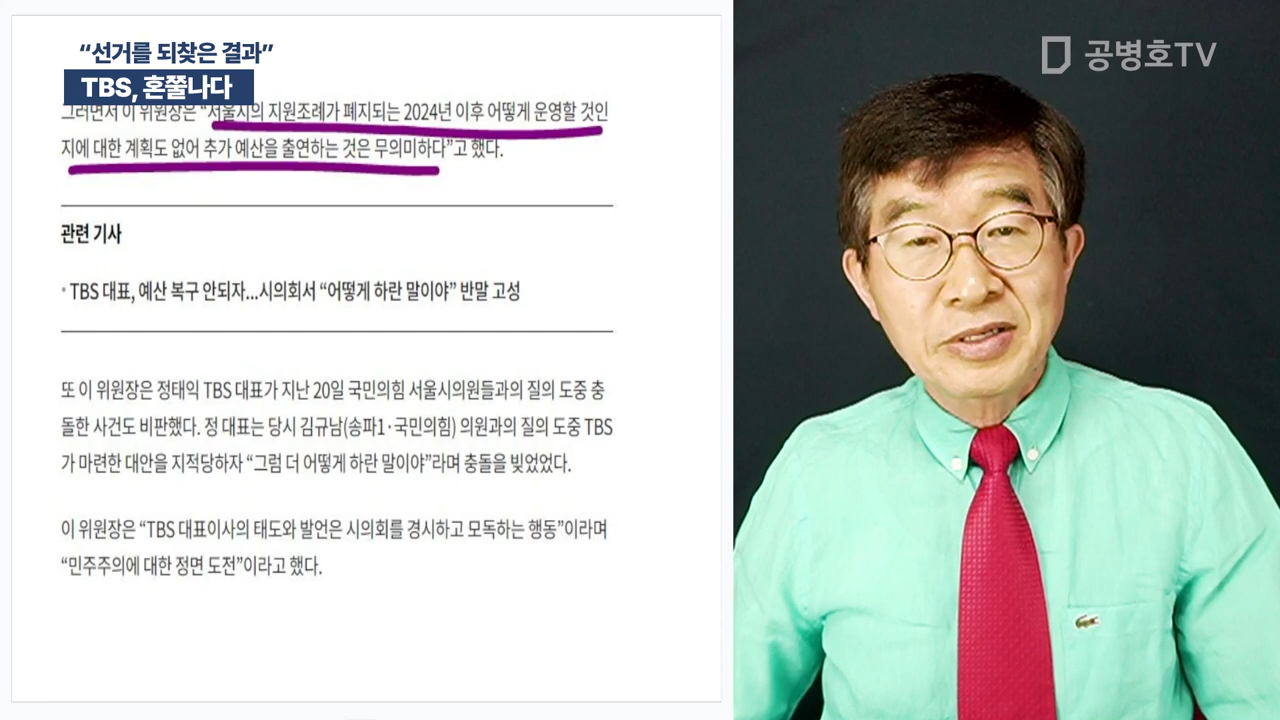 “선거를 되찾은 결과”
TBS, 혼쭐나다
공병호TV
그러면서 이 위원장은 “서울시의 지원조례가 폐지되는 2024년 이후 어떻게 운영할 것인
지에 대한 계획도 없어 추가 예산을 출연하는 것은 무의미하다”고 했다.
관련 기사
· TBS 대표, 예산 복구 안되자...시의회서 “어떻게 하란 말이야” 반말 고성
또 이 위원장은 정태익 TBS 대표가 지난 20일 국민의힘 서울시의원들과의 질의 도중 충
돌한 사건도 비판했다. 정 대표는 당시 김규남(송파1·국민의힘) 의원과의 질의 도중 TBS
가 마련한 대안을 지적당하자 “그럼 더 어떻게 하란 말이야”라며 충돌을 빚었었다.
이 위원장은 “TBS 대표이사의 태도와 발언은 시의회를 경시하고 모독하는 행동”이라며
“민주주의에 대한 정면 도전”이라고 했다.